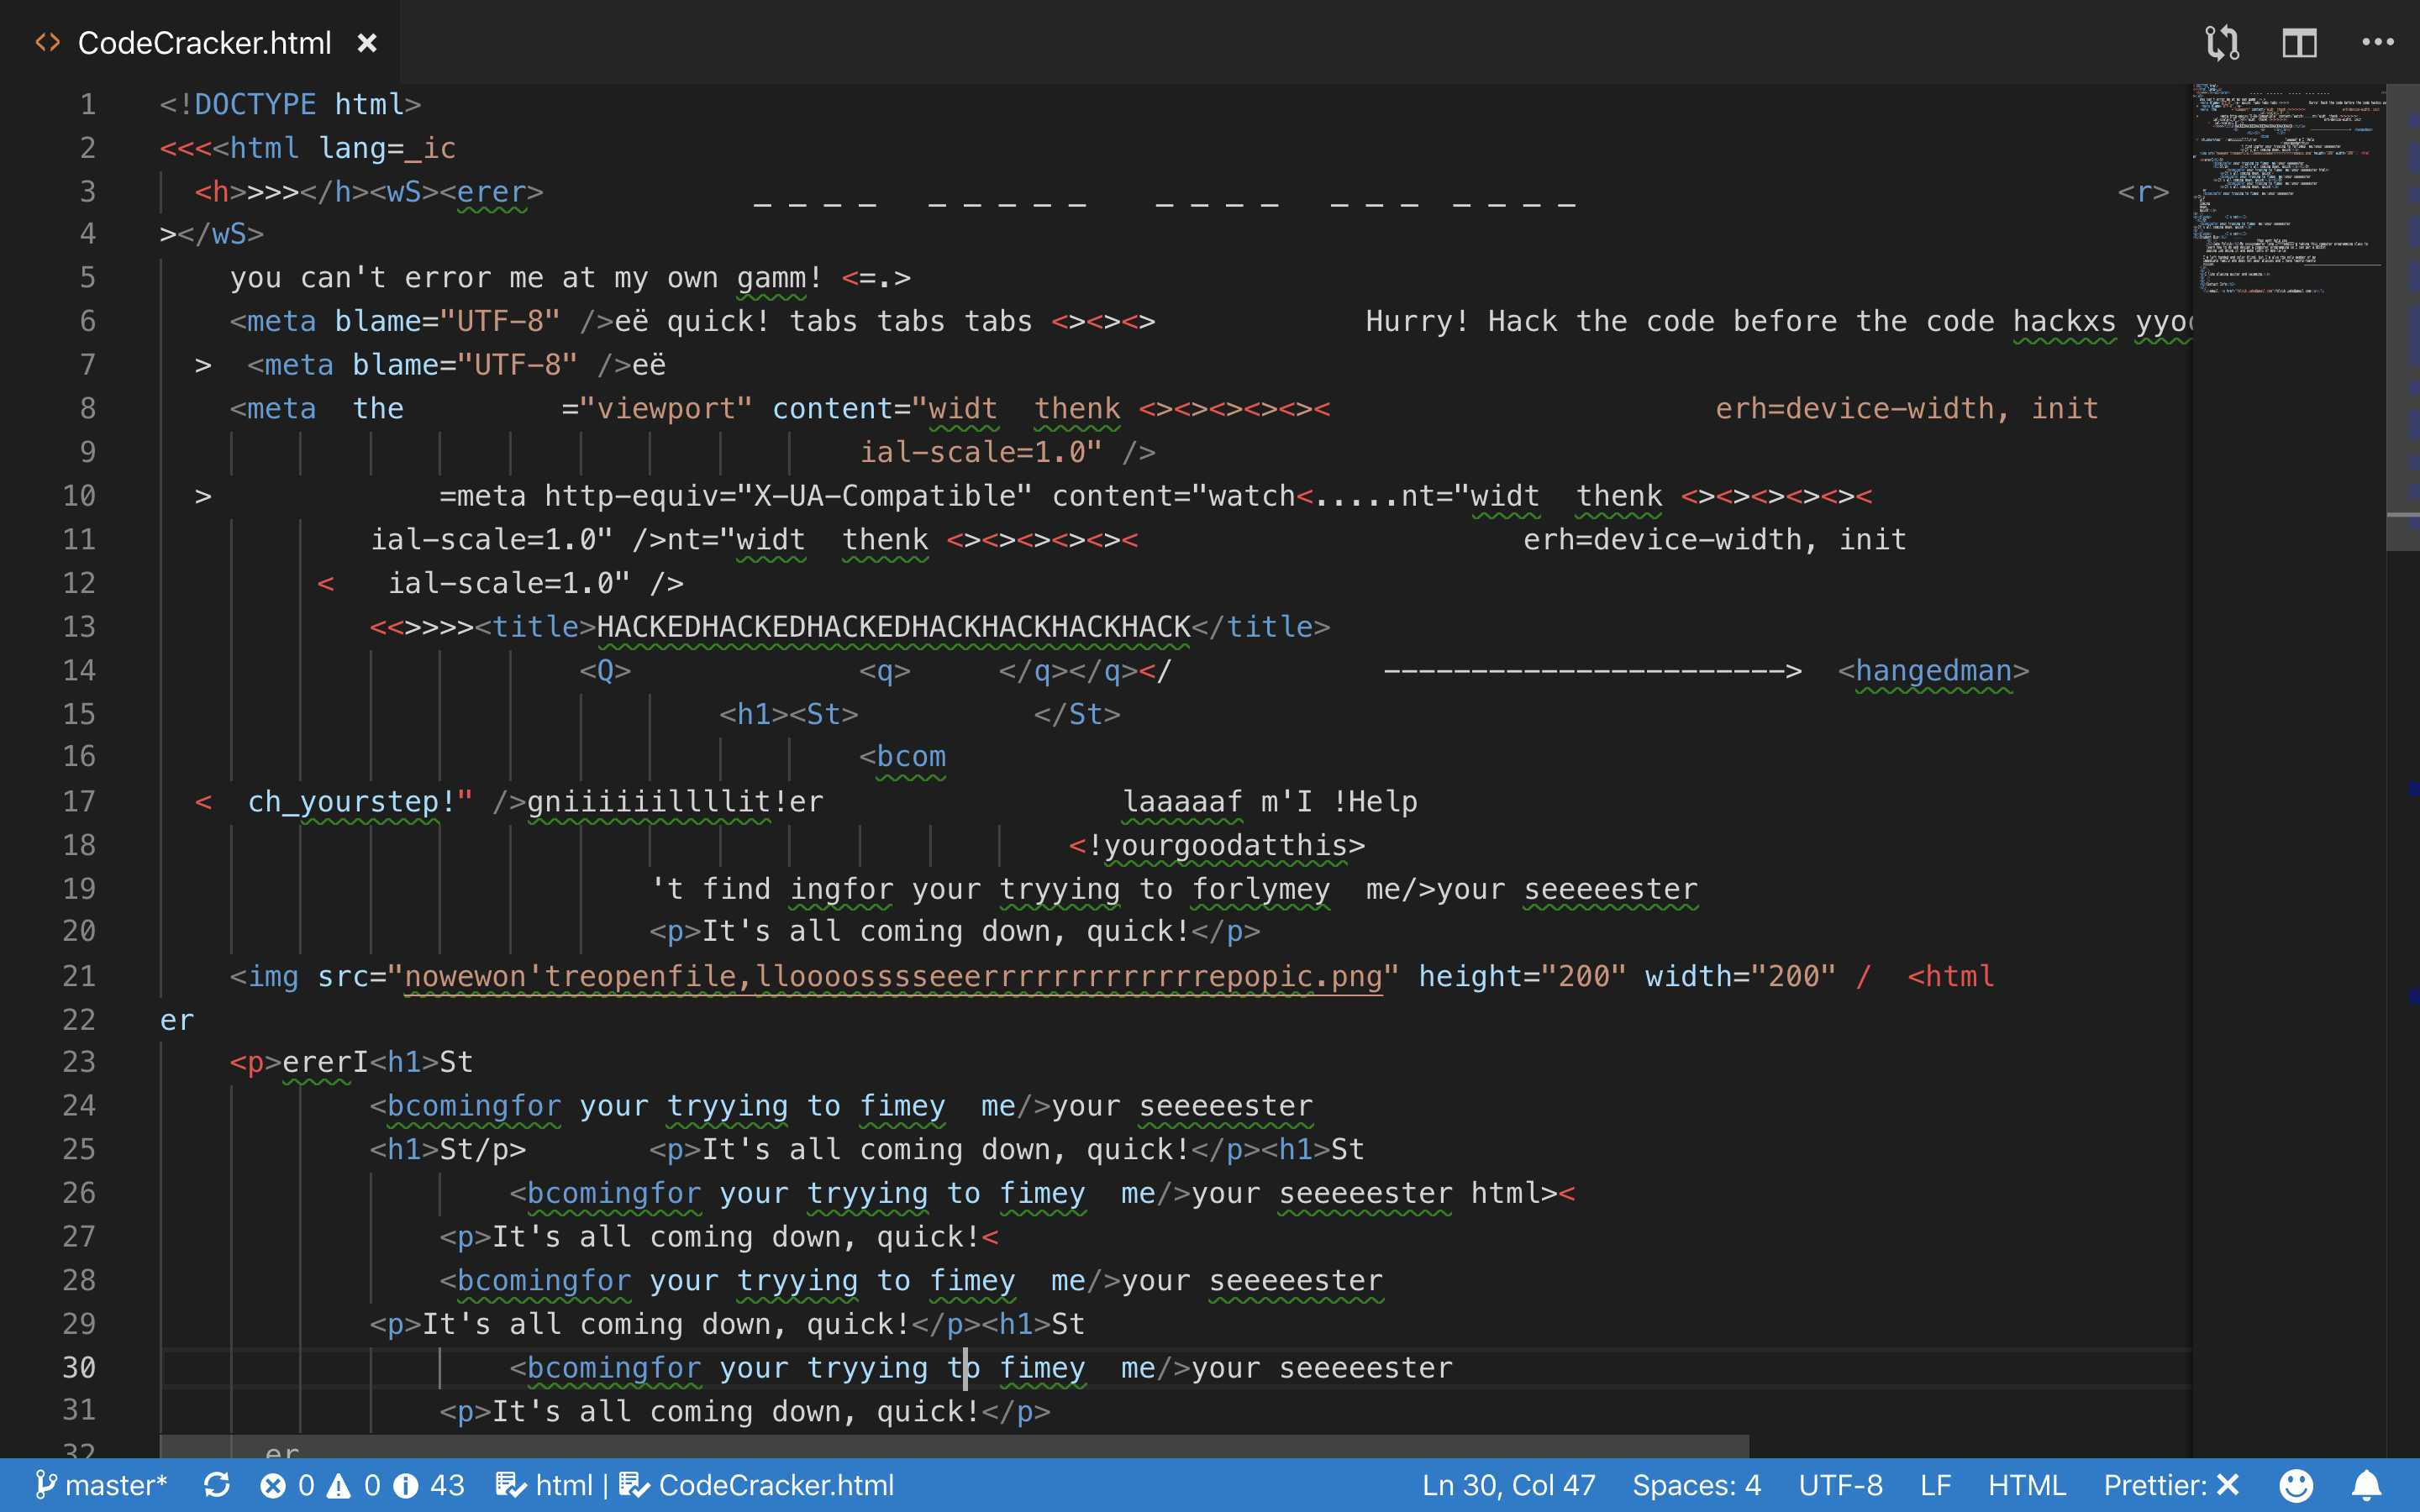 CodeCracker.html
1 <!DOCTYPE html>
2 <<<<html lang=_ic
3 <h>>>></h><wS><erer> _ _ _ _ _ _ _ _ _ _ _ _ _ _ _ _ _ _ _ _ <r>
4 ></wS>
5 you can't error me at my own gamm! <=.>
6 <meta blame="UTF-8" />eë quick! tabs tabs tabs <><><> Hurry! Hack the code before the code hackxs
7 > <meta blame="UTF-8" />eë
8 <meta the ="viewport" content="widt thenk <><><><><>< erh=device-width, init
9 ial-scale=1.0" />
10 > =meta http-equiv="X-UA-Compatible" content="watch<.....nt="widt thenk <><><><><><
11 ial-scale=1.0" />nt="widt thenk <><><><><>< erh=device-width, init
12 < ial-scale=1.0" />
13 <<>>>><title>HACKEDHACKEDHACKEDHACKHACKHACKHACK</title>
14 <Q> <q> </q></q></ -----------------------> <hangedman>
15 <h1><St> </St>
16 <bcom
17 < ch_yourstep!" />gniiiiiillllit!er laaaaaf m'I !Help
18 <!yourgoodatthis>
19 't find ingfor your tryying to forlymey me/>your seeeeester
20 <p>It's all coming down, quick!</p>
21 <img src="nowewon'treopenfile,lloooosssseeerrrrrrrrrrrrrepopic.png" height="200" width="200" / <html
22 er
23 <p>ererI<h1>St
24 <bcomingfor your tryying to fimey me/>your seeeeester
25 <h1>St/p> <p>It's all coming down, quick!</p><h1>St
26 <bcomingfor your tryying to fimey me/>your seeeeester html><
27 <p>It's all coming down, quick!<
28 <bcomingfor your tryying to fimey me/>your seeeeester
29 <p>It's all coming down, quick!</p><h1>St
30 <bcomingfor your tryying to fimey me/>your seeeeester
31 <p>It's all coming down, quick!</p>
32 er
master* 0 0 43 html | CodeCracker.html Ln 30, Col 47 Spaces: 4 UTF-8 LF HTML Prettier: ×